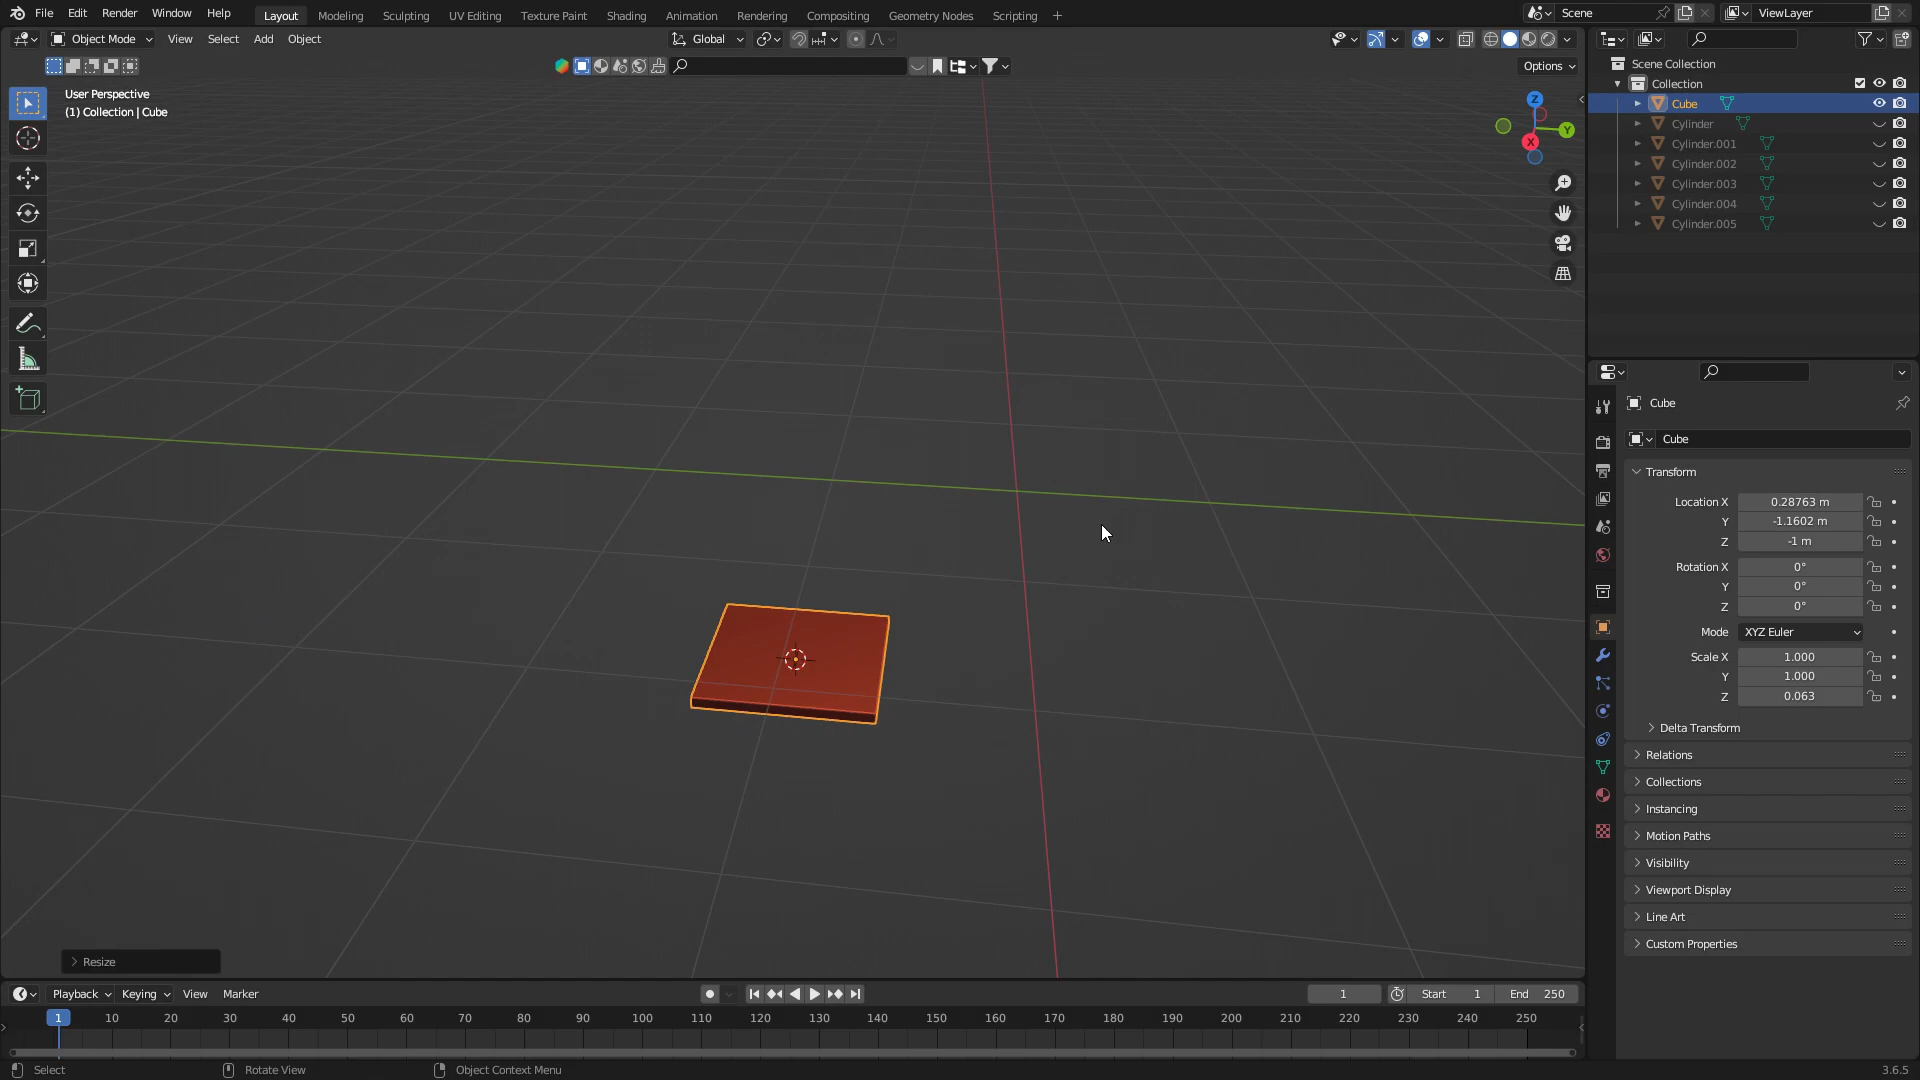 File Edit Render Window Help Layout Modeling Sculpting UV Editing Texture Paint Shading Animation Rendering Compositing Geometry Nodes Scripting + Scene ViewLayer
Object Mode View Select Add Object Global
Options
User Perspective
(1) Collection | Cube
Z
Y
X
Scene Collection
Collection
Cube
Cylinder
Cylinder.001
Cylinder.002
Cylinder.003
Cylinder.004
Cylinder.005
Cube
Cube
Transform
Location X 0.28763 m
Y -1.1602 m
Z -1 m
Rotation X 0°
Y 0°
Z 0°
Mode XYZ Euler
Scale X 1.000
Y 1.000
Z 0.063
Delta Transform
Relations
Collections
Instancing
Motion Paths
Visibility
Viewport Display
Line Art
Custom Properties
Resize
Playback Keying View Marker 1 Start 1 End 250
1 10 20 30 40 50 60 70 80 90 100 110 120 130 140 150 160 170 180 190 200 210 220 230 240 250
Select Rotate View Object Context Menu 3.6.5